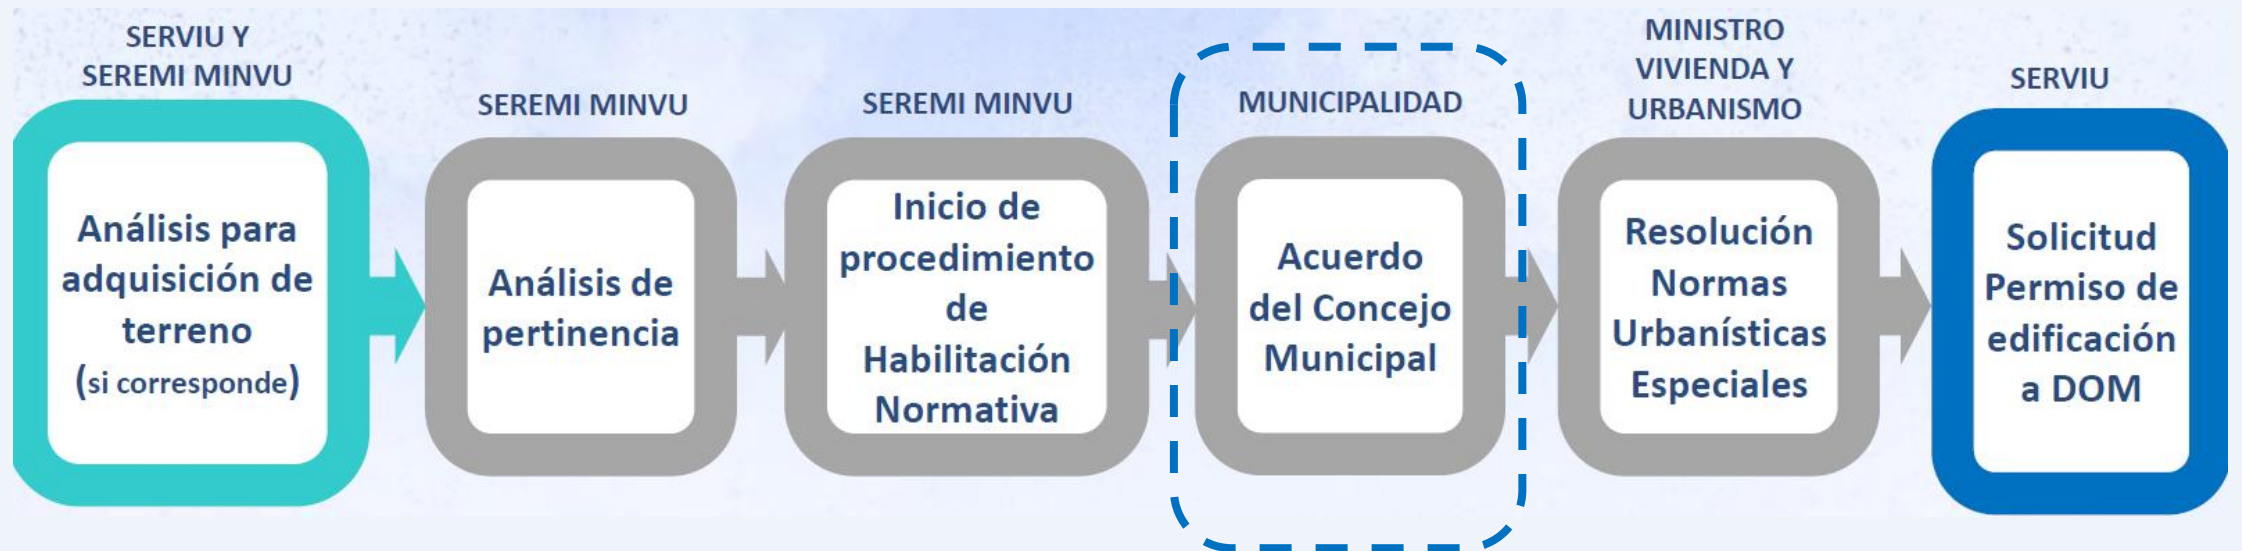 SERVIU Y
SEREMI MINVU
Análisis para
adquisición de
terreno
(si corresponde)
SEREMI MINVU
Análisis de
pertinencia
SEREMI MINVU
Inicio de
procedimiento
de
Habilitación
Normativa
MUNICIPALIDAD
Acuerdo
del Concejo
Municipal
MINISTRO
VIVIENDA Y
URBANISMO
Resolución
Normas
Urbanísticas
Especiales
SERVIU
Solicitud
Permiso de
edificación
a DOM